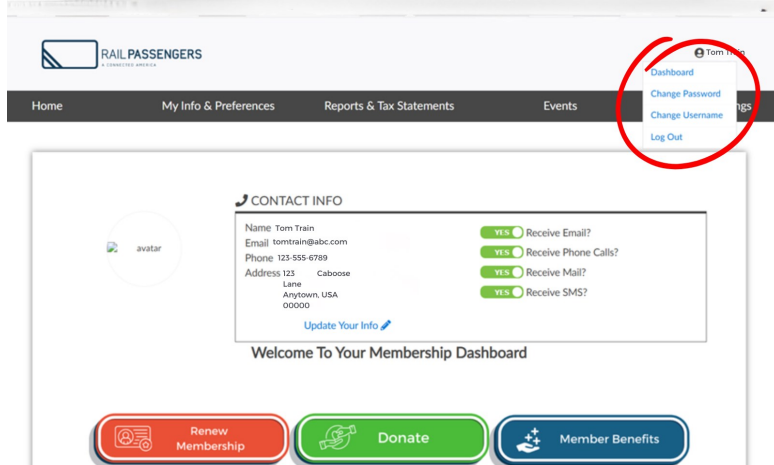 RAIL PASSENGERS
A CONNECTED AMERICA
Tom Train
Dashboard
Change Password
Change Username
Log Out
Home My Info & Preferences Reports & Tax Statements Events ngs
CONTACT INFO
avatar
Name Tom Train
Email tomtrain@abc.com
Phone 123-555-6789
Address 123 Caboose
Lane
Anytown, USA
00000
YES Receive Email?
YES Receive Phone Calls?
YES Receive Mail?
YES Receive SMS?
Update Your Info
Welcome To Your Membership Dashboard
Renew
Membership
Donate
Member Benefits